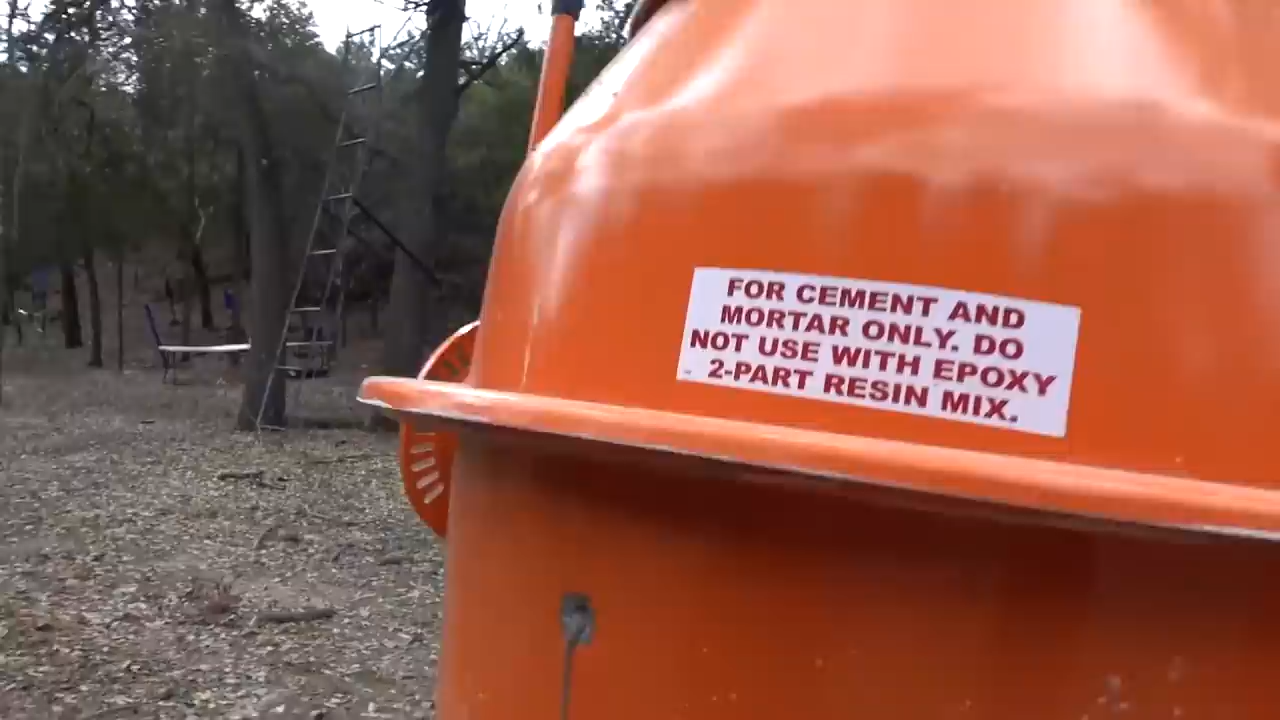 FOR CEMENT AND
MORTAR ONLY. DO
NOT USE WITH EPOXY
2-PART RESIN MIX.